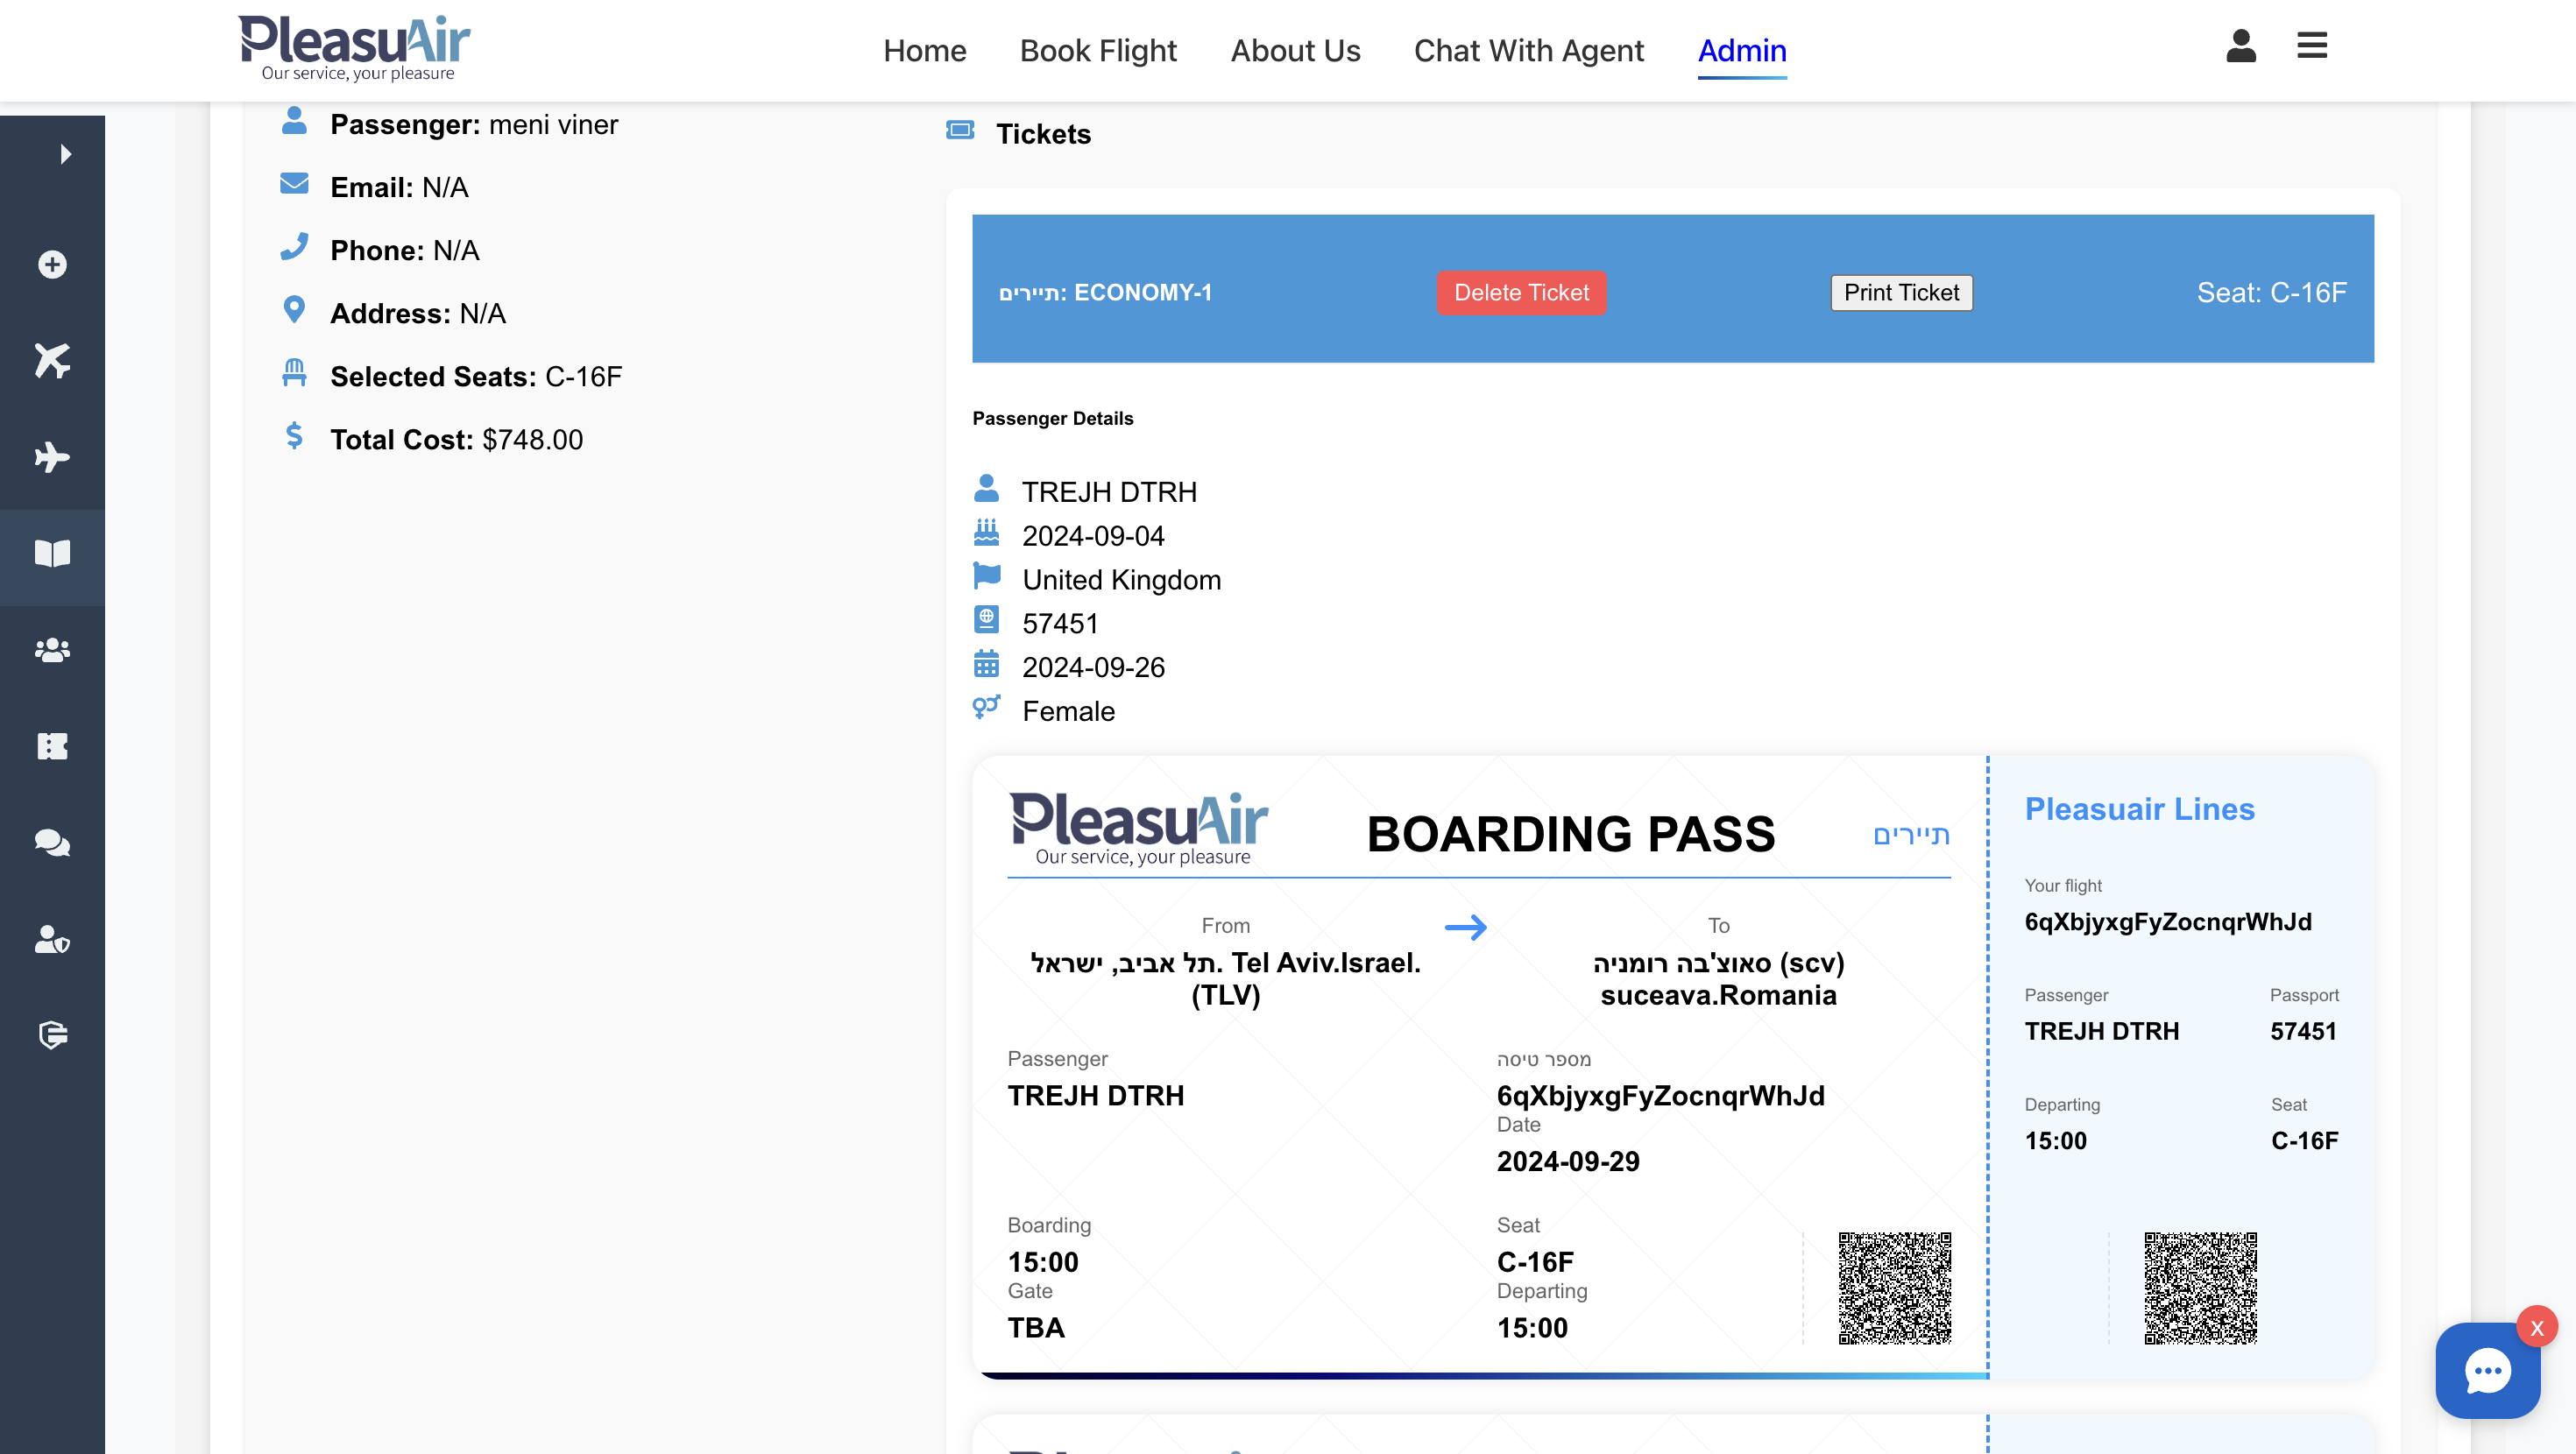 PleasuAir
Our service, your pleasure
Home
Book Flight
About Us
Chat With Agent
Admin
Passenger: meni viner
Email: N/A
Phone: N/A
Address: N/A
Selected Seats: C-16F
Total Cost: $748.00
Tickets
תיירים: ECONOMY-1
Delete Ticket
Print Ticket
Seat: C-16F
Passenger Details
TREJH DTRH
2024-09-04
United Kingdom
57451
2024-09-26
Female
PleasuAir
Our service, your pleasure
BOARDING PASS
תיירים
From
תל אביב, ישראל. Tel Aviv.Israel.
(TLV)
To
סאוצ'בה רומניה (scv)
suceava.Romania
Passenger
TREJH DTRH
מספר טיסה
6qXbjyxgFyZocnqrWhJd
Date
2024-09-29
Boarding
15:00
Gate
TBA
Seat
C-16F
Departing
15:00
Pleasuair Lines
Your flight
6qXbjyxgFyZocnqrWhJd
Passenger
Passport
TREJH DTRH
57451
Departing
Seat
15:00
C-16F
x